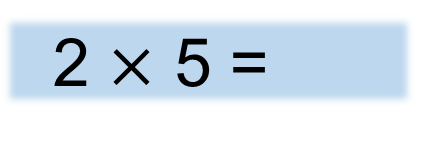 2 × 5 =